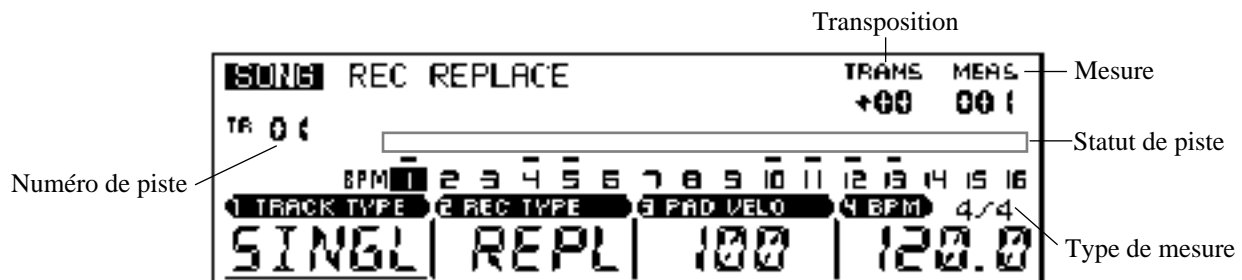 Transposition
SONG REC REPLACE TRANS MEAS Mesure
+00 001
TR 01
Statut de piste
Numéro de piste
BPM 1 2 3 4 5 6 7 8 9 10 11 12 13 14 15 16
1 TRACK TYPE 2 REC TYPE 3 PAD VELO 4 BPM 4/4
SINGL REPL 100 120.0
Type de mesure